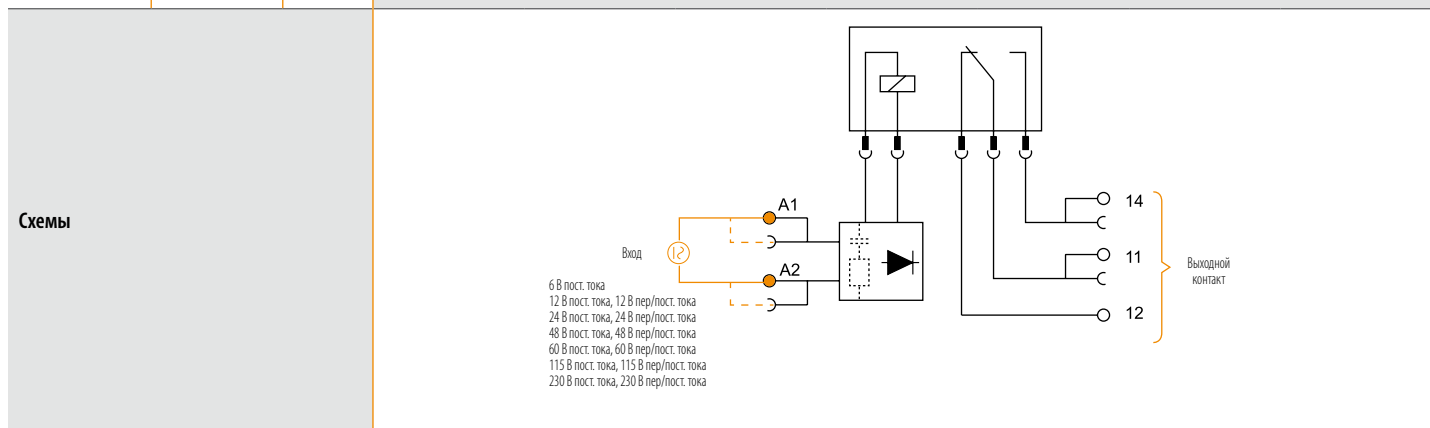 Схемы
Вход
6 В пост. тока
12 В пост. тока, 12 В пер/пост. тока
24 В пост. тока, 24 В пер/пост. тока
48 В пост. тока, 48 В пер/пост. тока
60 В пост. тока, 60 В пер/пост. тока
115 В пост. тока, 115 В пер/пост. тока
230 В пост. тока, 230 В пер/пост. тока
A1
A2
14
11
12
Выходной
контакт